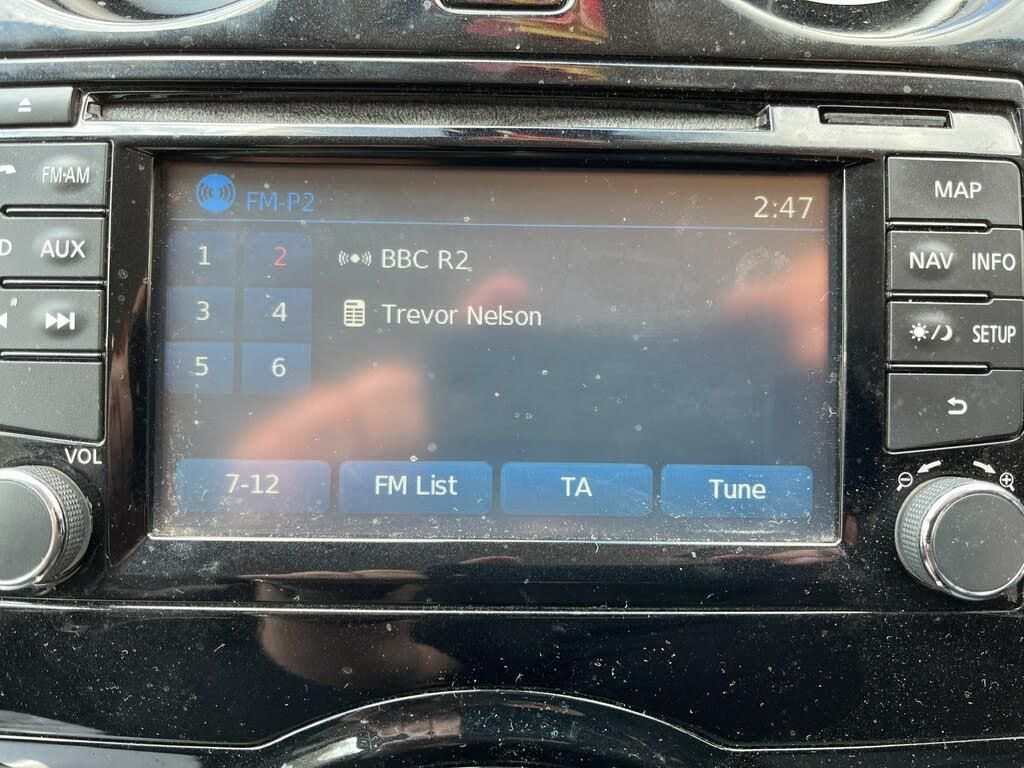 FM·AM
AUX
VOL
FM-P2
2:47
1 2
3 4
5 6
BBC R2
Trevor Nelson
7-12
FM List
TA
Tune
MAP
NAV INFO
SETUP